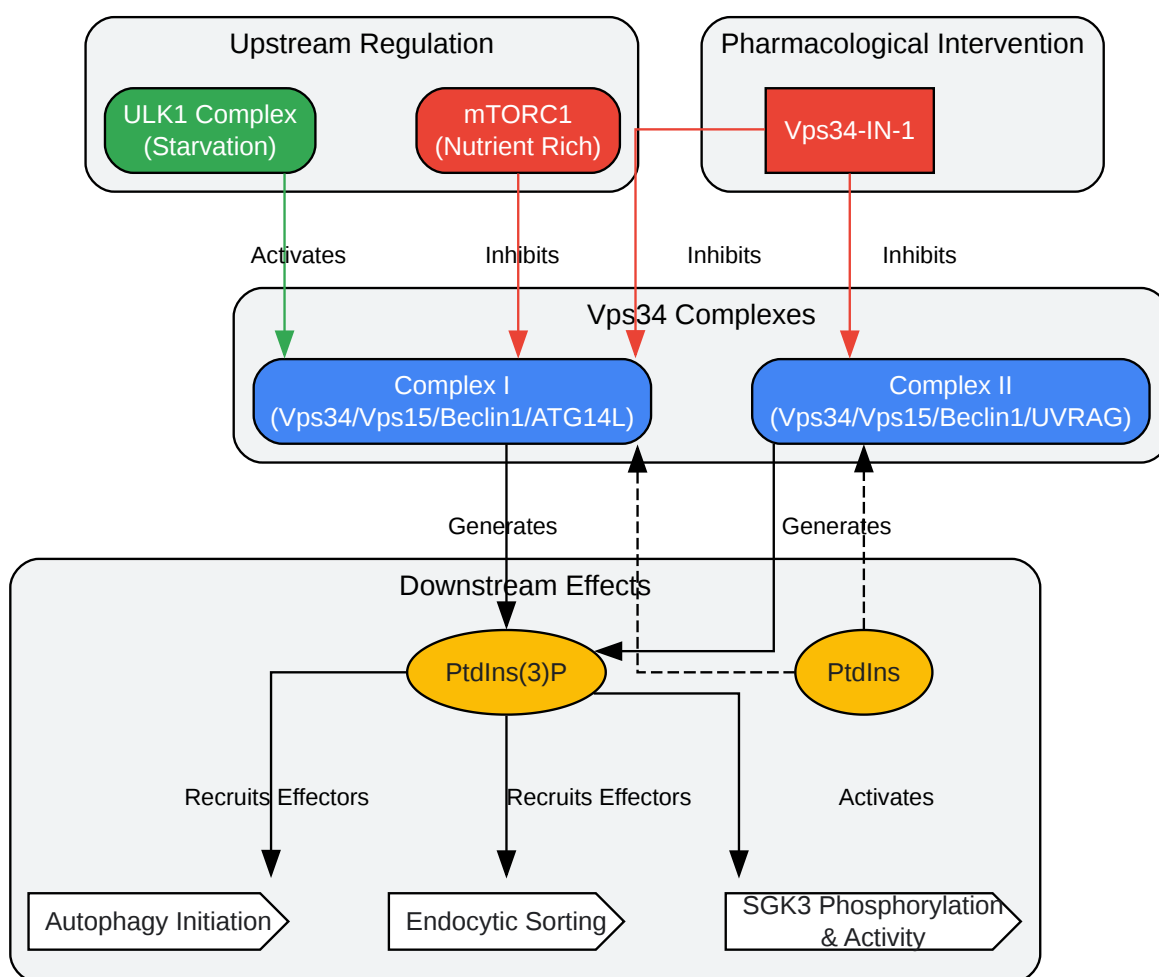 Upstream Regulation
Pharmacological Intervention
ULK1 Complex
(Starvation)
mTORC1
(Nutrient Rich)
Vps34-IN-1
Activates
Inhibits
Inhibits
Inhibits
Vps34 Complexes
Complex I
(Vps34/Vps15/Beclin1/ATG14L)
Complex II
(Vps34/Vps15/Beclin1/UVRAG)
Generates
Generates
Downstream Effects
PtdIns(3)P
PtdIns
Recruits Effectors
Recruits Effectors
Activates
Autophagy Initiation
Endocytic Sorting
SGK3 Phosphorylation
& Activity